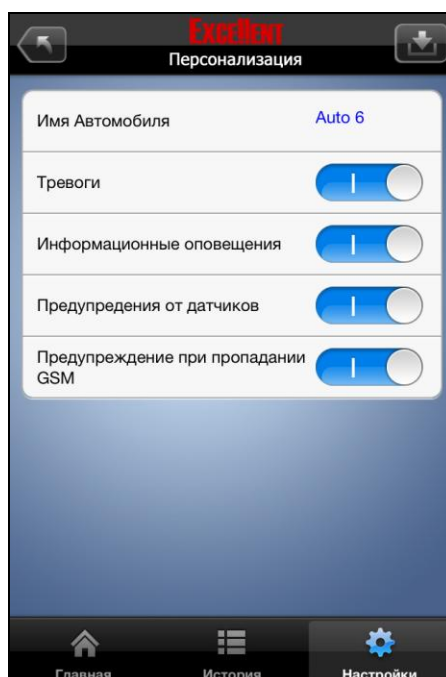 EXCELLENT
Персонализация
Имя Автомобиля
Auto 6
Тревоги
Информационные оповещения
Предупредения от датчиков
Предупреждение при пропадании
GSM
Главная
История
Настройки